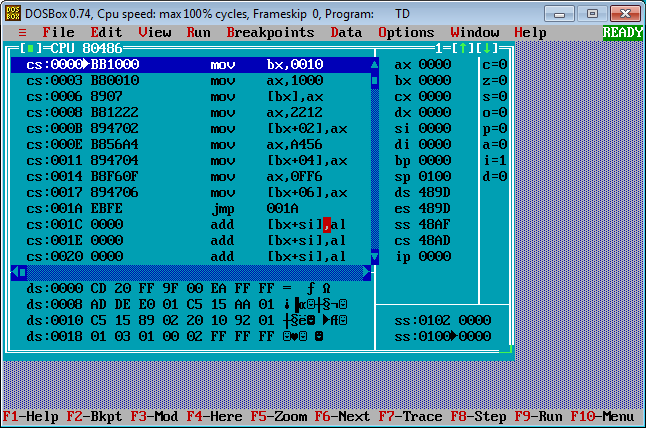 DOSBox 0.74, Cpu speed: max 100% cycles, Frameskip 0, Program: TD
≡ File Edit View Run Breakpoints Data Options Window Help READY
[■]=CPU 80486 1=[↑][↓]
cs:0000►BB1000 mov bx,0010
cs:0003 B80010 mov ax,1000
cs:0006 8907 mov [bx],ax
cs:0008 B81222 mov ax,2212
cs:000B 894702 mov [bx+02],ax
cs:000E B856A4 mov ax,A456
cs:0011 894704 mov [bx+04],ax
cs:0014 B8F60F mov ax,0FF6
cs:0017 894706 mov [bx+06],ax
cs:001A EBFE jmp 001A
cs:001C 0000 add [bx+si],al
cs:001E 0000 add [bx+si],al
cs:0020 0000 add [bx+si],al
ax 0000 c=0
bx 0000 z=0
cx 0000 s=0
dx 0000 o=0
si 0000 p=0
di 0000 a=0
bp 0000 i=1
sp 0100 d=0
ds 489D
es 489D
ss 48AF
cs 48AD
ip 0000
ds:0000 CD 20 FF 9F 00 EA FF FF = ƒ Ω
ds:0008 AD DE E0 01 C5 15 AA 01
ds:0010 C5 15 89 02 20 10 92 01
ds:0018 01 03 01 00 02 FF FF FF
ss:0102 0000
ss:0100►0000
F1-Help F2-Bkpt F3-Mod F4-Here F5-Zoom F6-Next F7-Trace F8-Step F9-Run F10-Menu